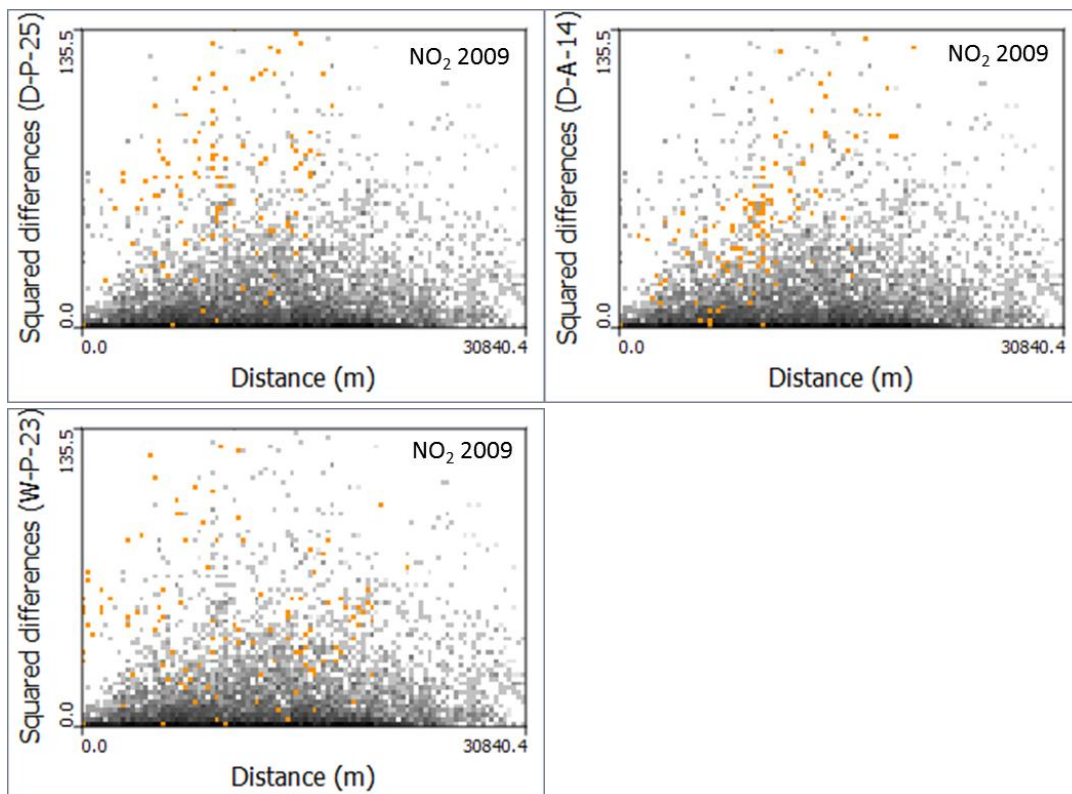 Squared differences (D-P-25)
135.5
NO₂ 2009
0.0
0.0
30840.4
Distance (m)
Squared differences (D-A-14)
135.5
NO₂ 2009
0.0
0.0
30840.4
Distance (m)
Squared differences (W-P-23)
135.5
NO₂ 2009
0.0
0.0
30840.4
Distance (m)